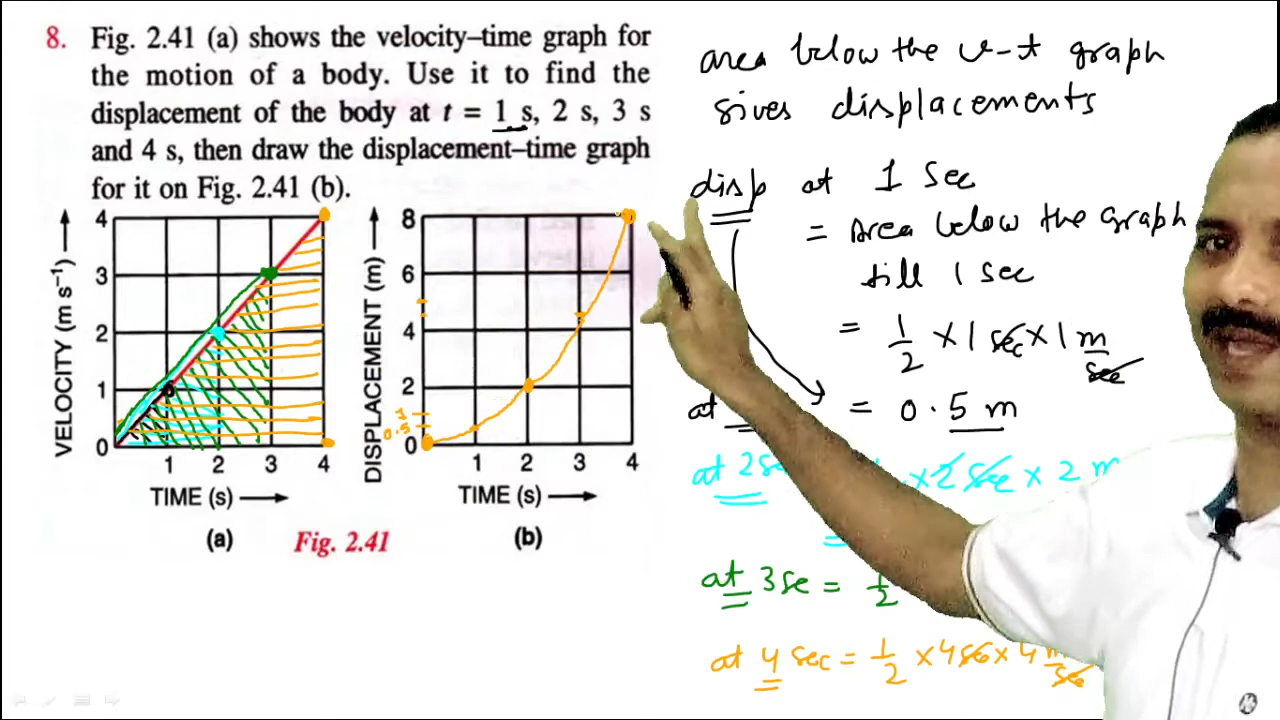 8. Fig. 2.41 (a) shows the velocity–time graph for
the motion of a body. Use it to find the
displacement of the body at t = 1 s, 2 s, 3 s
and 4 s, then draw the displacement–time graph
for it on Fig. 2.41 (b).
VELOCITY (m s⁻¹)
4
3
2
1
0
1 2 3 4
TIME (s)
(a)
DISPLACEMENT (m)
8
6
4
2
1
0.5
0
1 2 3 4
TIME (s)
(b)
Fig. 2.41
area below the v-t graph
gives displacements
disp at 1 Sec
= Area below the Graph
till 1 sec
= 1/2 × 1 sec × 1 m/sec
at = 0.5 m
at 2se × 2 sec × 2 m
=
at 3se = 1/2
at 4 sec = 1/2 × 4 sec × 4 m/sec